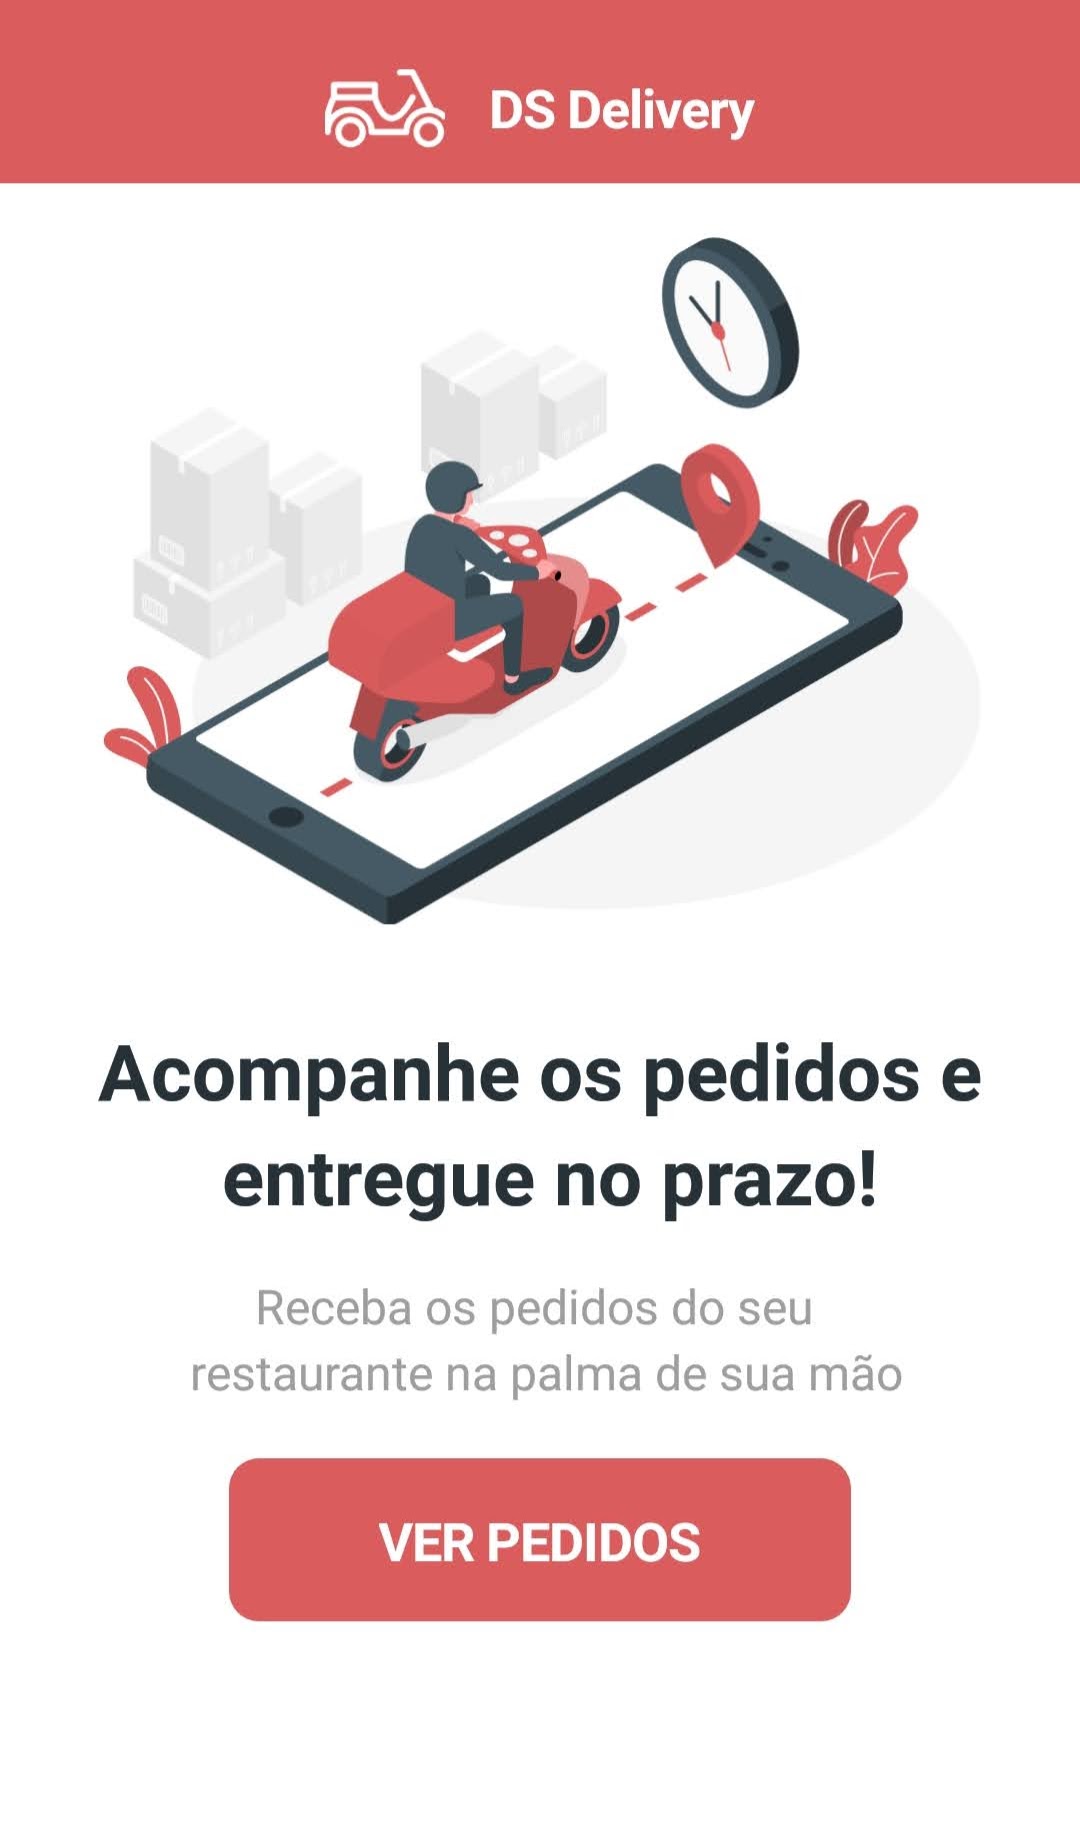 DS Delivery
Acompanhe os pedidos e
entregue no prazo!
Receba os pedidos do seu
restaurante na palma de sua mão
VER PEDIDOS